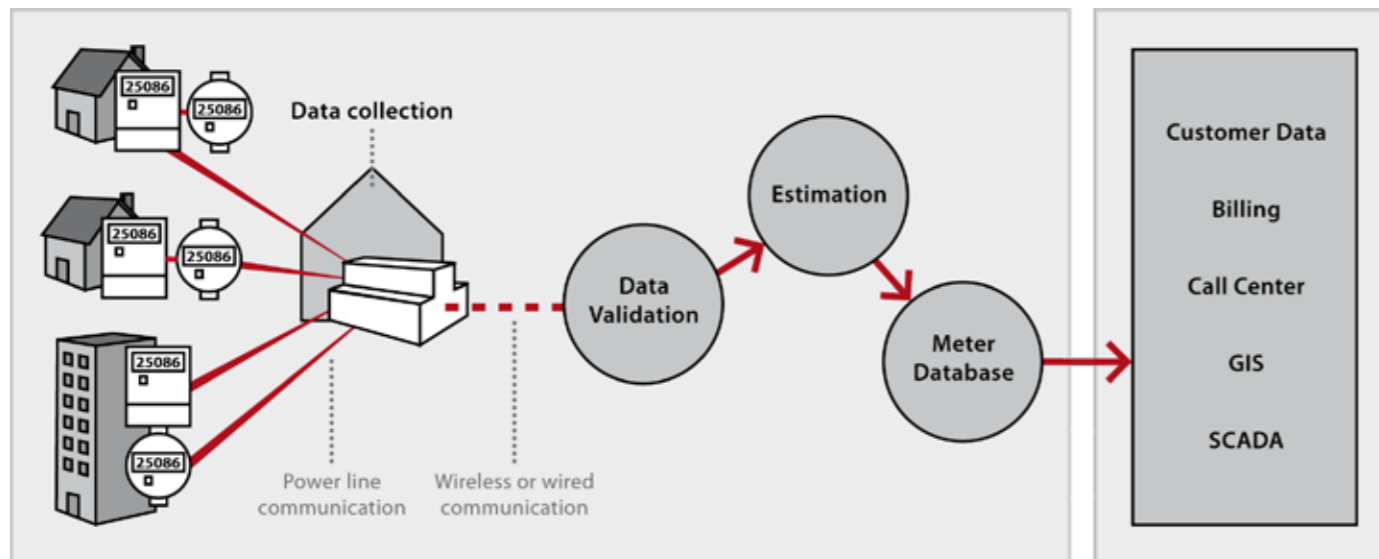 25086
25086
Data collection
25086
25086
25086
25086
Estimation
Data
Validation
Meter
Database
Power line
communication
Wireless or wired
communication
Customer Data
Billing
Call Center
GIS
SCADA